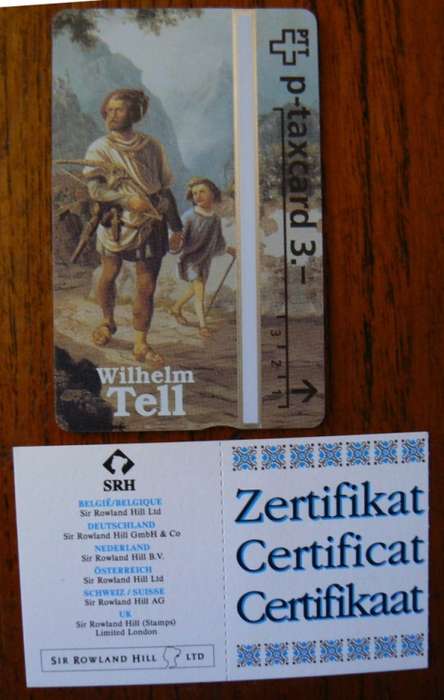 PTT
p-taxcard 3.–
3 2 1
Wilhelm
Tell
SRH
BELGIË/BELGIQUE
Sir Rowland Hill Ltd
DEUTSCHLAND
Sir Rowland Hill GmbH & Co
NEDERLAND
Sir Rowland Hill B.V.
ÖSTERREICH
Sir Rowland Hill Ltd
SCHWEIZ / SUISSE
Sir Rowland Hill AG
UK
Sir Rowland Hill (Stamps)
Limited London
SIR ROWLAND HILL LTD
Zertifikat
Certificat
Certifikaat